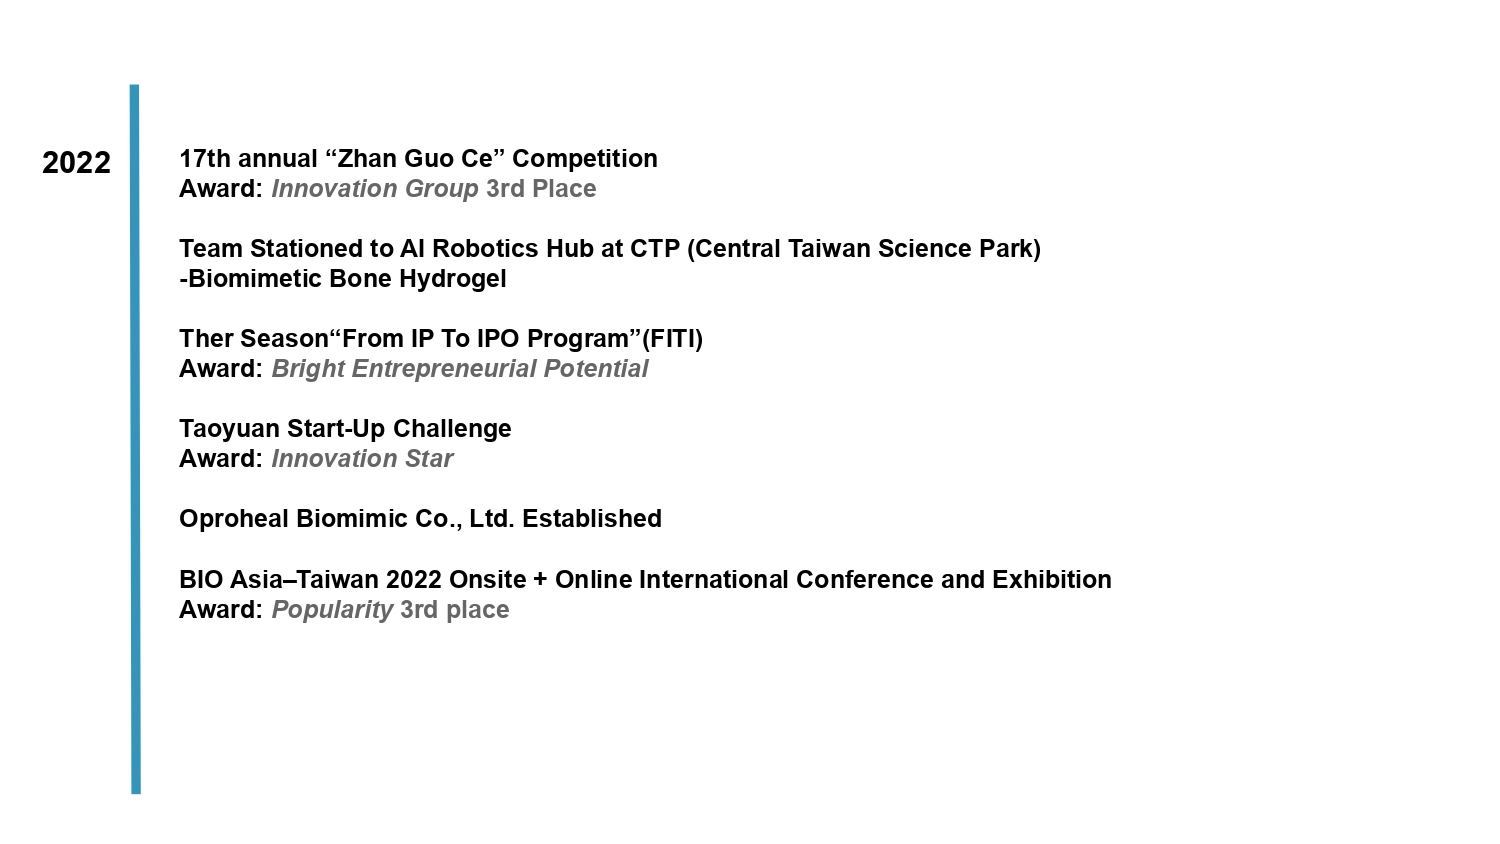 2022
17th annual “Zhan Guo Ce” Competition
Award: Innovation Group 3rd Place
Team Stationed to AI Robotics Hub at CTP (Central Taiwan Science Park)
-Biomimetic Bone Hydrogel
Ther Season“From IP To IPO Program”(FITI)
Award: Bright Entrepreneurial Potential
Taoyuan Start-Up Challenge
Award: Innovation Star
Oproheal Biomimic Co., Ltd. Established
BIO Asia–Taiwan 2022 Onsite + Online International Conference and Exhibition
Award: Popularity 3rd place